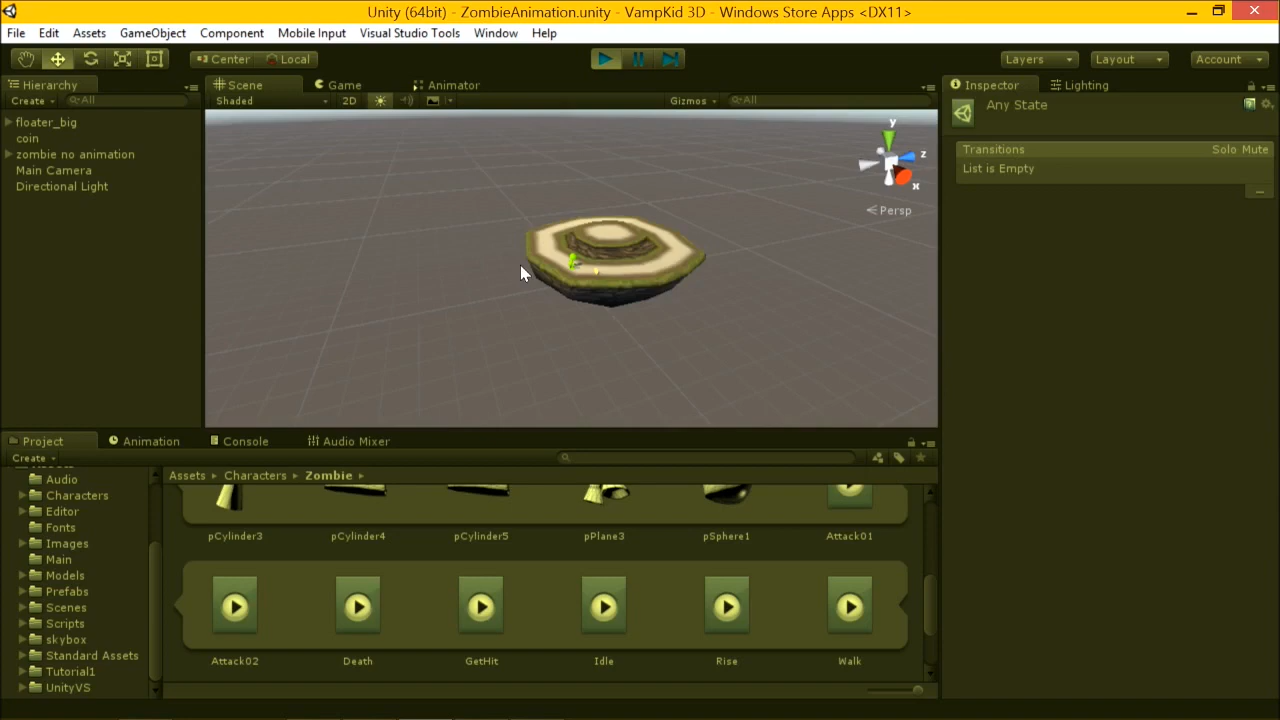 Unity (64bit) - ZombieAnimation.unity - VampKid 3D - Windows Store Apps <DX11>
File Edit Assets GameObject Component Mobile Input Visual Studio Tools Window Help
Center Local Layers Layout Account
Hierarchy Scene Game Animator Inspector Lighting
Create All Shaded 2D Gizmos All Any State
floater_big
coin
zombie no animation
Main Camera
Directional Light
y
z
x
Persp
Transitions Solo Mute
List is Empty
Project Animation Console Audio Mixer
Create
Assets Characters Zombie
Audio
Characters
Editor
Fonts
Images
Main
Models
Prefabs
Scenes
Scripts
skybox
Standard Assets
Tutorial1
UnityVS
pCylinder3 pCylinder4 pCylinder5 pPlane3 pSphere1 Attack01
Attack02 Death GetHit Idle Rise Walk